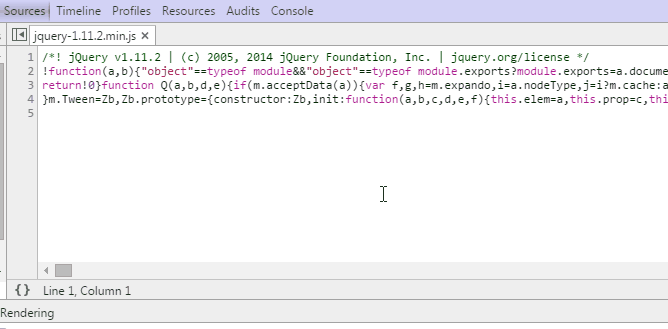 Sources Timeline Profiles Resources Audits Console
jquery-1.11.2.min.js ×
1 /*! jQuery v1.11.2 | (c) 2005, 2014 jQuery Foundation, Inc. | jquery.org/license */
2 !function(a,b){"object"==typeof module&&"object"==typeof module.exports?module.exports=a.docume
3 return!0}function Q(a,b,d,e){if(m.acceptData(a)){var f,g,h=m.expando,i=a.nodeType,j=i?m.cache:a
4 }m.Tween=Zb,Zb.prototype={constructor:Zb,init:function(a,b,c,d,e,f){this.elem=a,this.prop=c,thi
5
{} Line 1, Column 1
Rendering